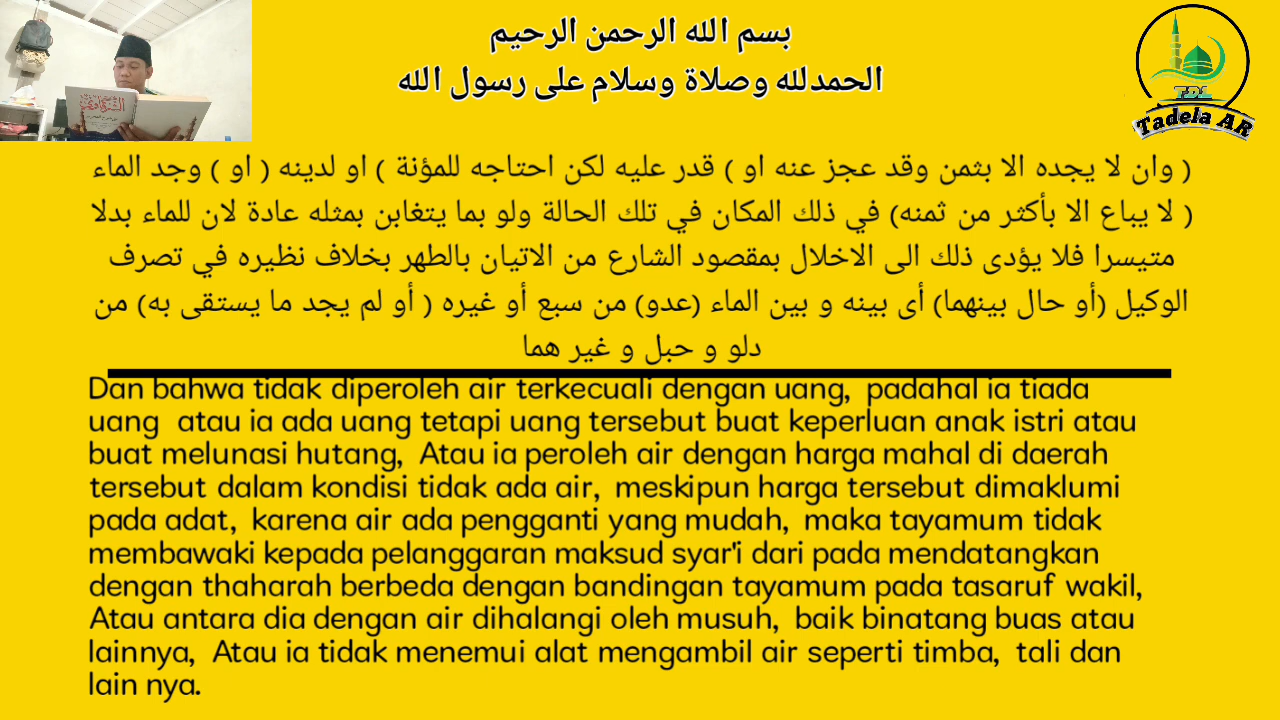 بسم الله الرحمن الرحيم
الحمدلله وصلاة وسلام على رسول الله
TDL
Tadela AR
الشرقاوي
( وان لا يجده الا بثمن وقد عجز عنه او ) قدر عليه لكن احتاجه للمؤنة ( او لدينه ( او ) وجد الماء
( لا يباع الا بأكثر من ثمنه) في ذلك المكان في تلك الحالة ولو بما يتغابن بمثله عادة لان للماء بدلا
متيسرا فلا يؤدى ذلك الى الاخلال بمقصود الشارع من الاتيان بالطهر بخلاف نظيره في تصرف
الوكيل (أو حال بينهما) أى بينه و بين الماء (عدو) من سبع أو غيره ( أو لم يجد ما يستقى به) من
دلو و حبل و غير هما
Dan bahwa tidak diperoleh air terkecuali dengan uang, padahal ia tiada
uang atau ia ada uang tetapi uang tersebut buat keperluan anak istri atau
buat melunasi hutang, Atau ia peroleh air dengan harga mahal di daerah
tersebut dalam kondisi tidak ada air, meskipun harga tersebut dimaklumi
pada adat, karena air ada pengganti yang mudah, maka tayamum tidak
membawaki kepada pelanggaran maksud syar'i dari pada mendatangkan
dengan thaharah berbeda dengan bandingan tayamum pada tasaruf wakil,
Atau antara dia dengan air dihalangi oleh musuh, baik binatang buas atau
lainnya, Atau ia tidak menemui alat mengambil air seperti timba, tali dan
lain nya.